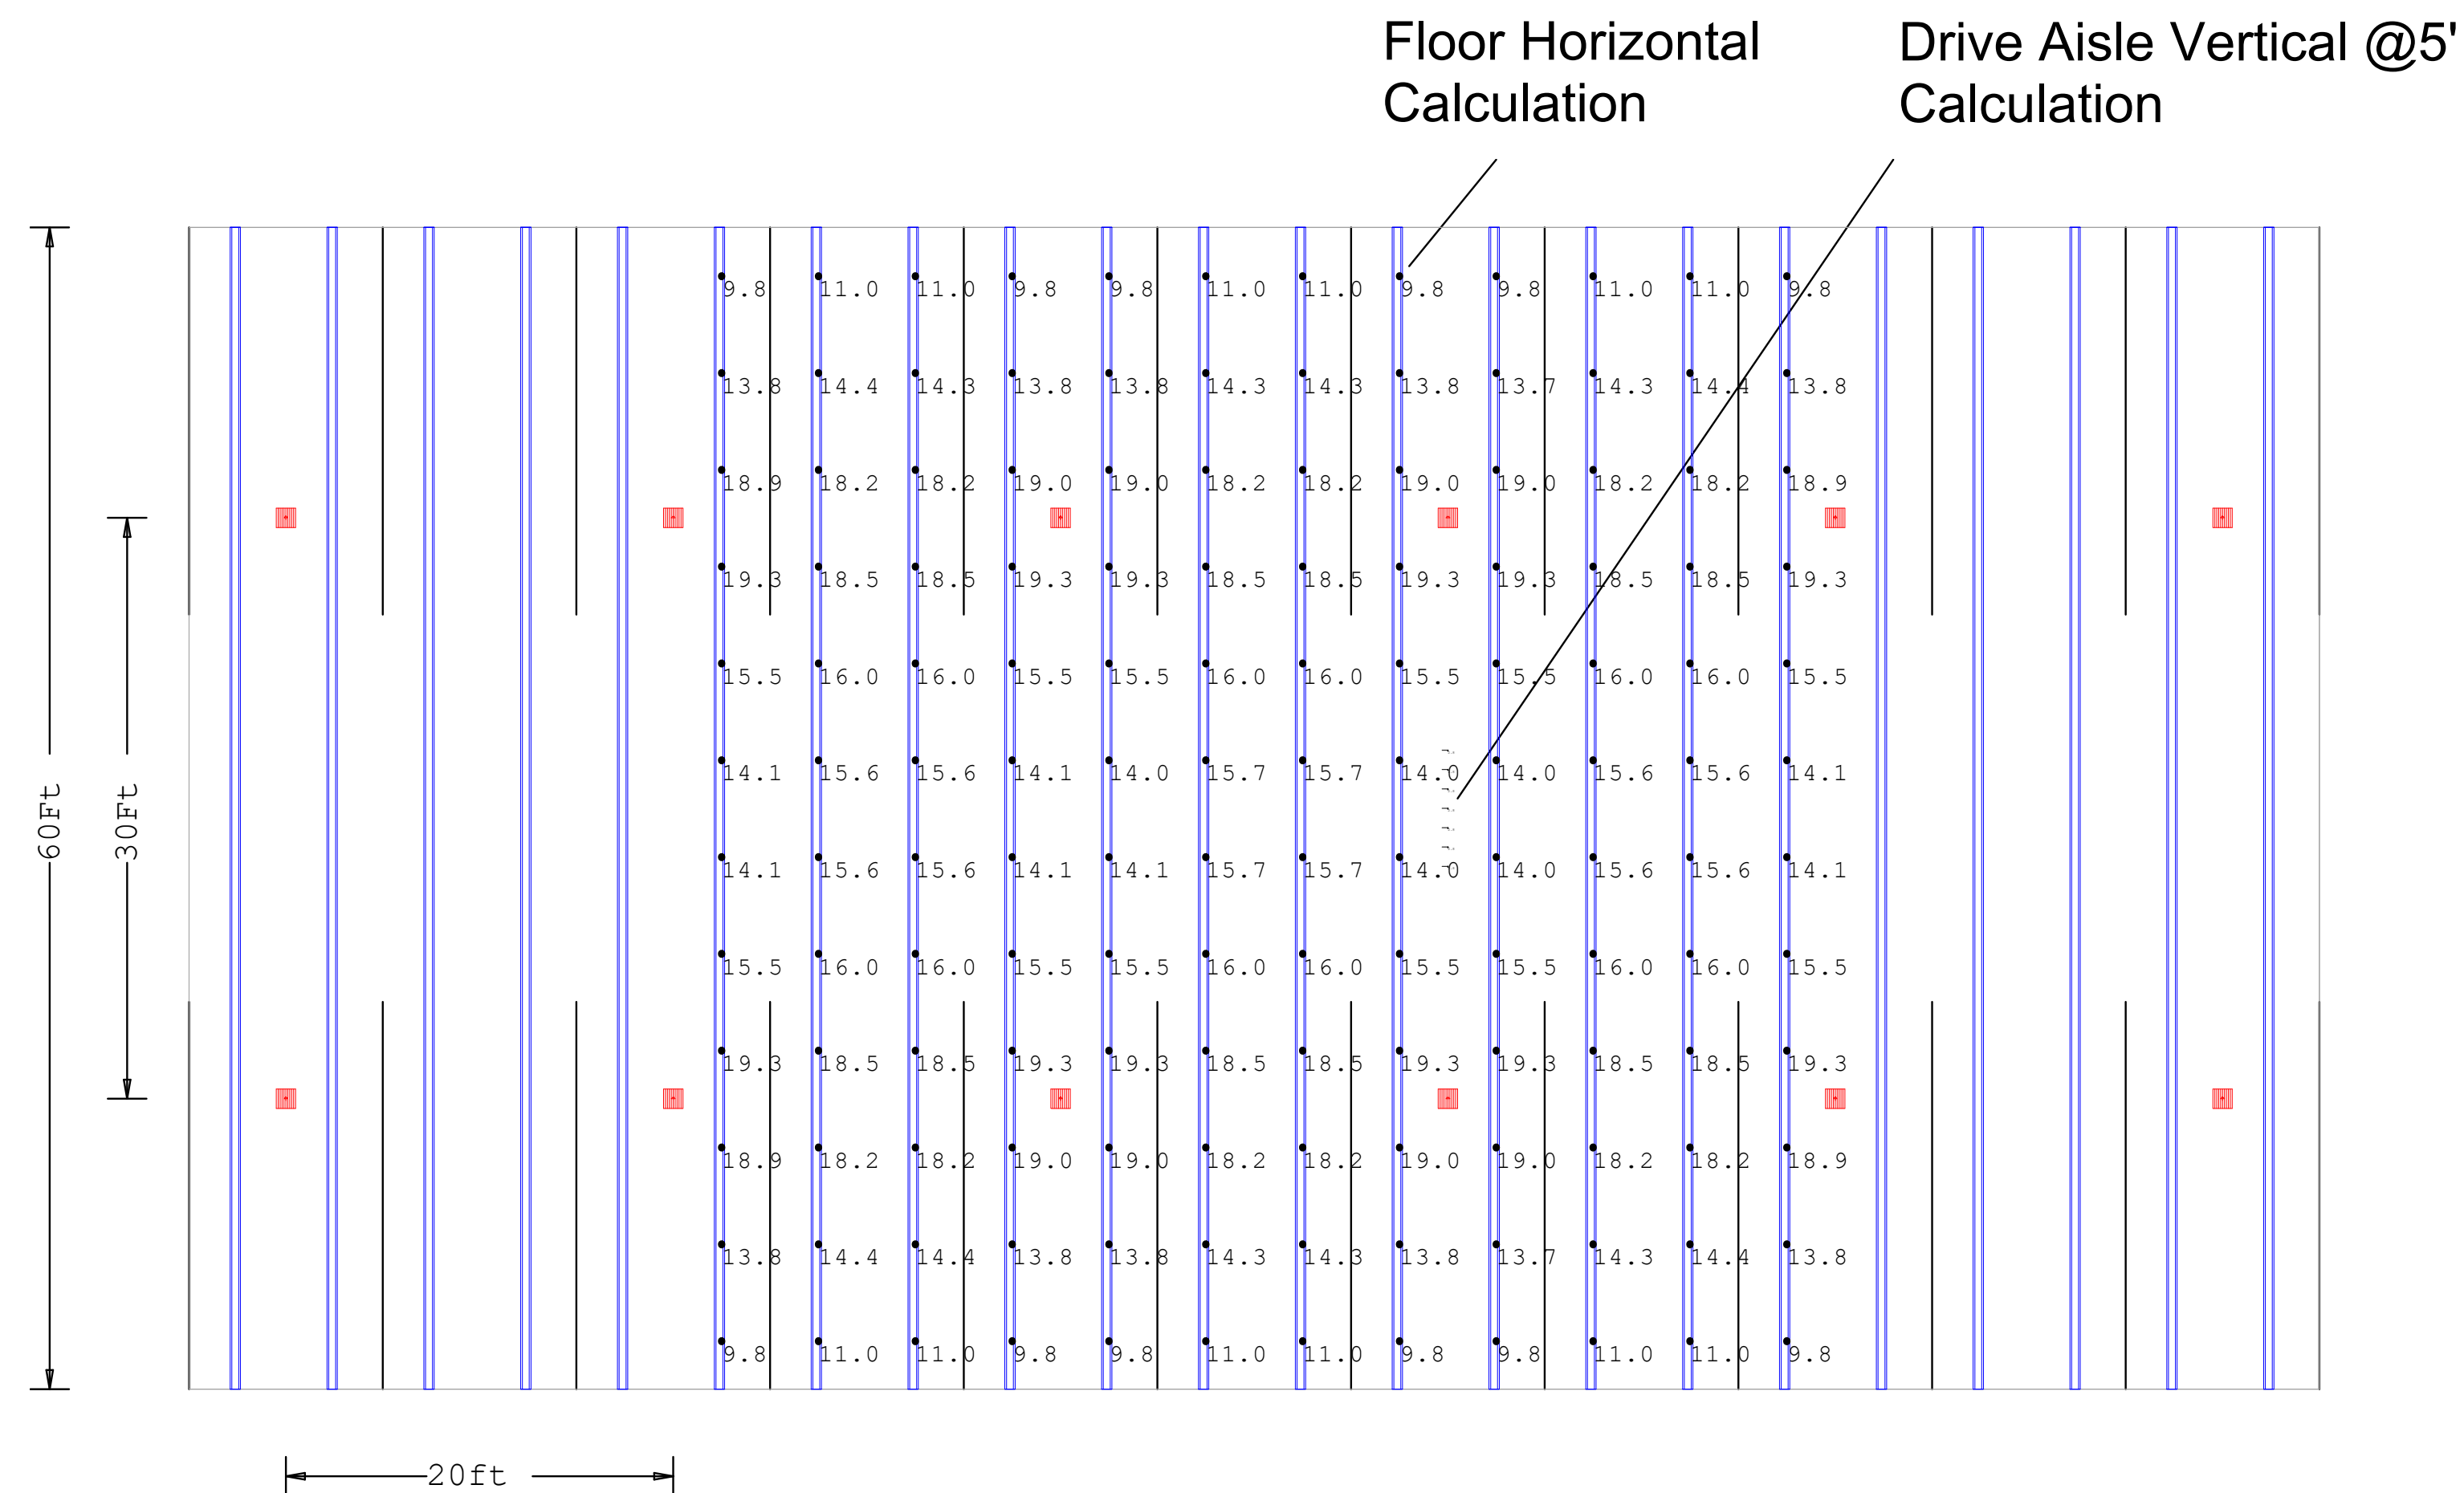 Floor Horizontal
Calculation
Drive Aisle Vertical @5'
Calculation
9.8 11.0 11.0 9.8 9.8 11.0 11.0 9.8 9.8 11.0 11.0 9.8
13.8 14.4 14.3 13.8 13.8 14.3 14.3 13.8 13.7 14.3 14.4 13.8
18.9 18.2 18.2 19.0 19.0 18.2 18.2 19.0 19.0 18.2 18.2 18.9
19.3 18.5 18.5 19.3 19.3 18.5 18.5 19.3 19.3 18.5 18.5 19.3
15.5 16.0 16.0 15.5 15.5 16.0 16.0 15.5 15.5 16.0 16.0 15.5
14.1 15.6 15.6 14.1 14.0 15.7 15.7 14.0 14.0 15.6 15.6 14.1
60Ft
30Ft
14.1 15.6 15.6 14.1 14.1 15.7 15.7 14.0 14.0 15.6 15.6 14.1
15.5 16.0 16.0 15.5 15.5 16.0 16.0 15.5 15.5 16.0 16.0 15.5
19.3 18.5 18.5 19.3 19.3 18.5 18.5 19.3 19.3 18.5 18.5 19.3
18.9 18.2 18.2 19.0 19.0 18.2 18.2 19.0 19.0 18.2 18.2 18.9
13.8 14.4 14.4 13.8 13.8 14.3 14.3 13.8 13.7 14.3 14.4 13.8
9.8 11.0 11.0 9.8 9.8 11.0 11.0 9.8 9.8 11.0 11.0 9.8
20ft